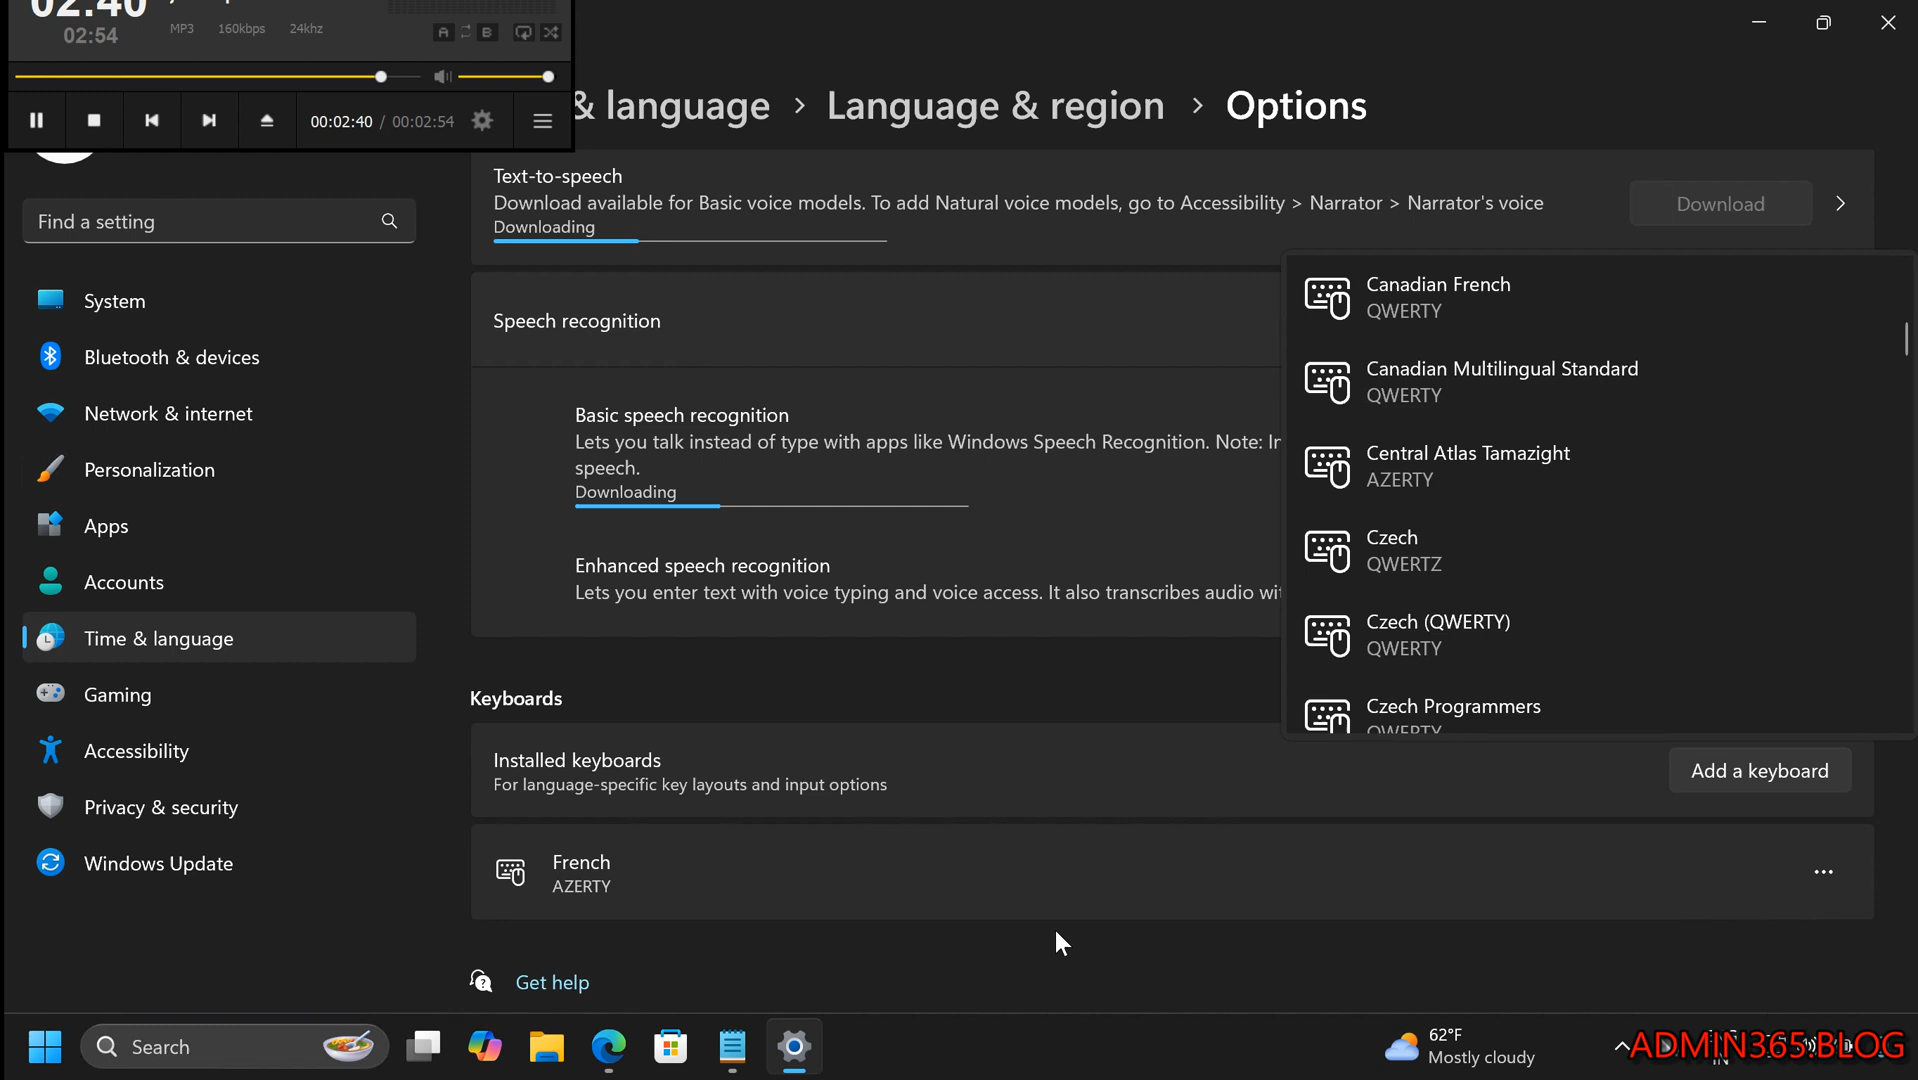 02:40
02:54
MP3 160kbps 24khz
A B
00:02:40 / 00:02:54
& language > Language & region > Options
Text-to-speech
Download available for Basic voice models. To add Natural voice models, go to Accessibility > Narrator > Narrator's voice
Downloading
Download
Find a setting
System
Bluetooth & devices
Network & internet
Personalization
Apps
Accounts
Time & language
Gaming
Accessibility
Privacy & security
Windows Update
Speech recognition
Basic speech recognition
Lets you talk instead of type with apps like Windows Speech Recognition. Note:
speech.
Downloading
Enhanced speech recognition
Lets you enter text with voice typing and voice access. It also transcribes audio
Canadian French
QWERTY
Canadian Multilingual Standard
QWERTY
Central Atlas Tamazight
AZERTY
Czech
QWERTZ
Czech (QWERTY)
QWERTY
Czech Programmers
QWERTY
Keyboards
Installed keyboards
For language-specific key layouts and input options
Add a keyboard
French
AZERTY
Get help
Search
62°F
Mostly cloudy
ADMIN365.BLOG